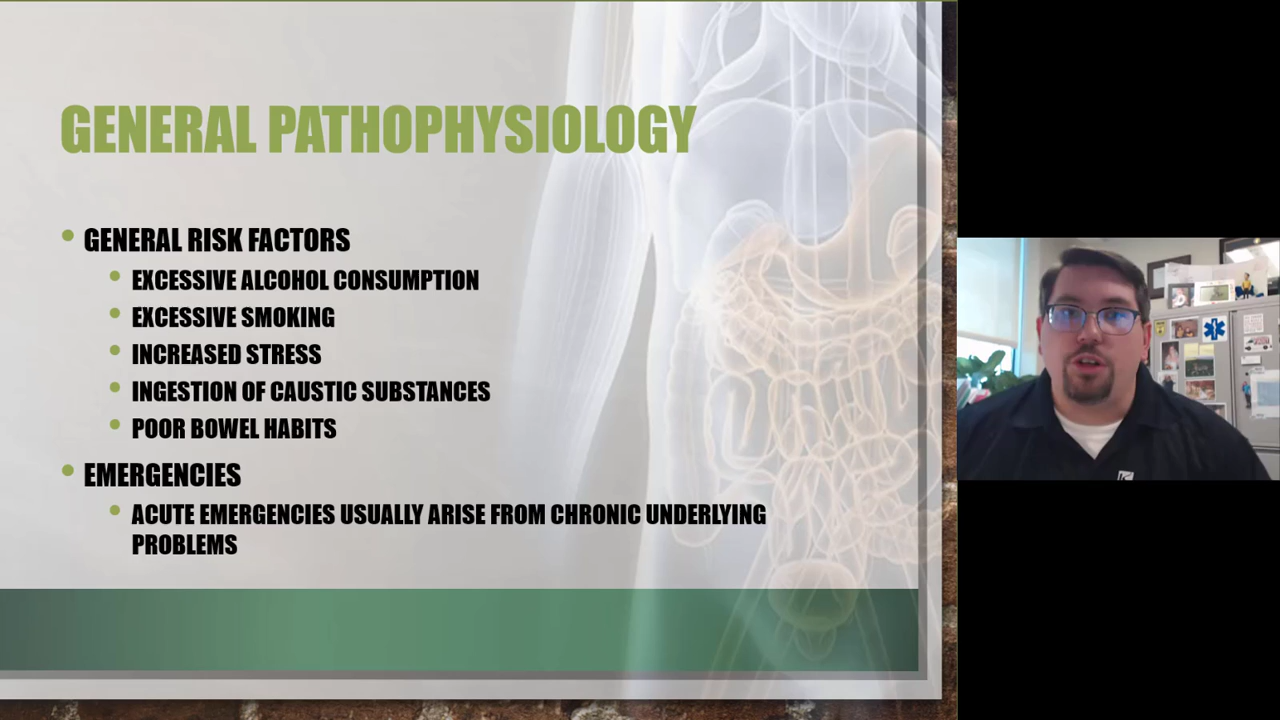 GENERAL PATHOPHYSIOLOGY
GENERAL RISK FACTORS
EXCESSIVE ALCOHOL CONSUMPTION
EXCESSIVE SMOKING
INCREASED STRESS
INGESTION OF CAUSTIC SUBSTANCES
POOR BOWEL HABITS
EMERGENCIES
ACUTE EMERGENCIES USUALLY ARISE FROM CHRONIC UNDERLYING
PROBLEMS